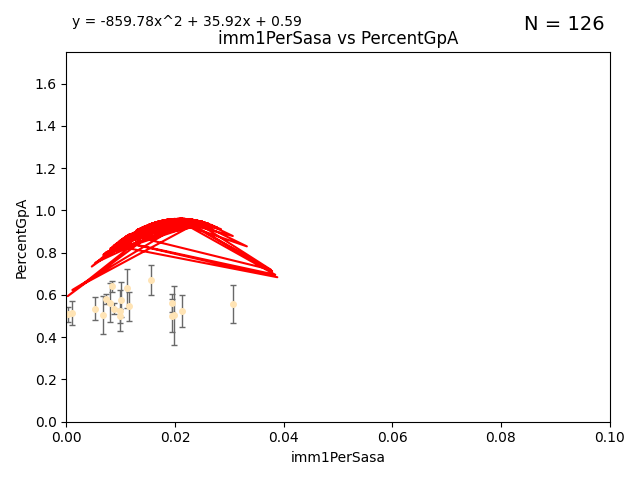 y = -859.78x^2 + 35.92x + 0.59
N = 126
imm1PerSasa vs PercentGpA
PercentGpA
1.6
1.4
1.2
1.0
0.8
0.6
0.4
0.2
0.0
0.00 0.02 0.04 0.06 0.08 0.10
imm1PerSasa